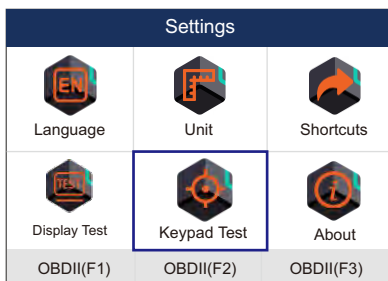 Settings
EN
Language Unit Shortcuts
TEST i
Display Test Keypad Test About
OBDII(F1) OBDII(F2) OBDII(F3)